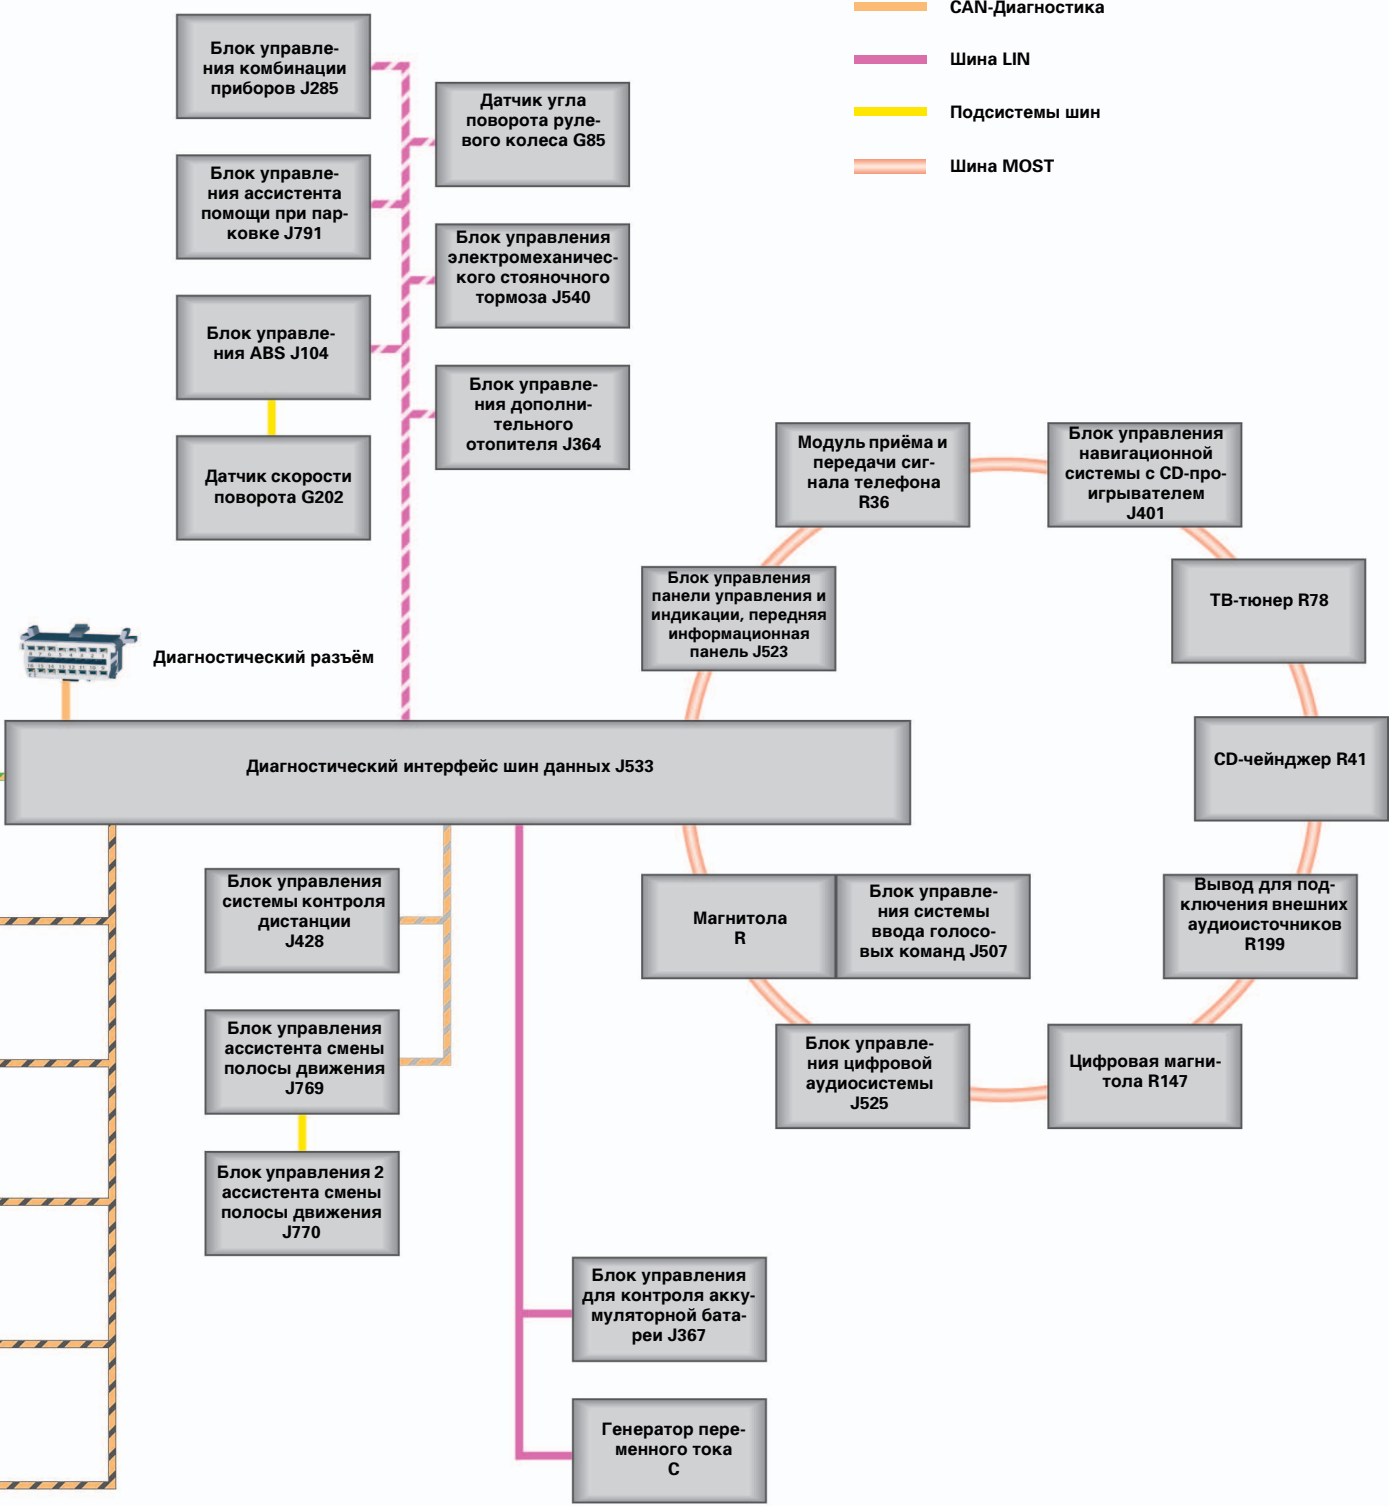 CAN-Диагностика
Шина LIN
Подсистемы шин
Шина MOST
Блок управле-
ния комбинации
приборов J285
Датчик угла
поворота руле-
вого колеса G85
Блок управле-
ния ассистента
помощи при пар-
ковке J791
Блок управления
электромеханичес-
кого стояночного
тормоза J540
Блок управле-
ния ABS J104
Блок управле-
ния дополни-
тельного
отопителя J364
Датчик скорости
поворота G202
Модуль приёма и
передачи сиг-
нала телефона
R36
Блок управления
навигационной
системы с CD-про-
игрывателем
J401
Блок управления
панели управления и
индикации, передняя
информационная
панель J523
ТВ-тюнер R78
Диагностический разъём
Диагностический интерфейс шин данных J533
CD-чейнджер R41
Блок управления
системы контроля
дистанции
J428
Магнитола
R
Блок управле-
ния системы
ввода голосо-
вых команд J507
Вывод для под-
ключения внешних
аудиоисточников
R199
Блок управления
ассистента смены
полосы движения
J769
Блок управле-
ния цифровой
аудиосистемы
J525
Цифровая магни-
тола R147
Блок управления 2
ассистента смены
полосы движения
J770
Блок управления
для контроля акку-
муляторной бата-
реи J367
Генератор пере-
менного тока
C